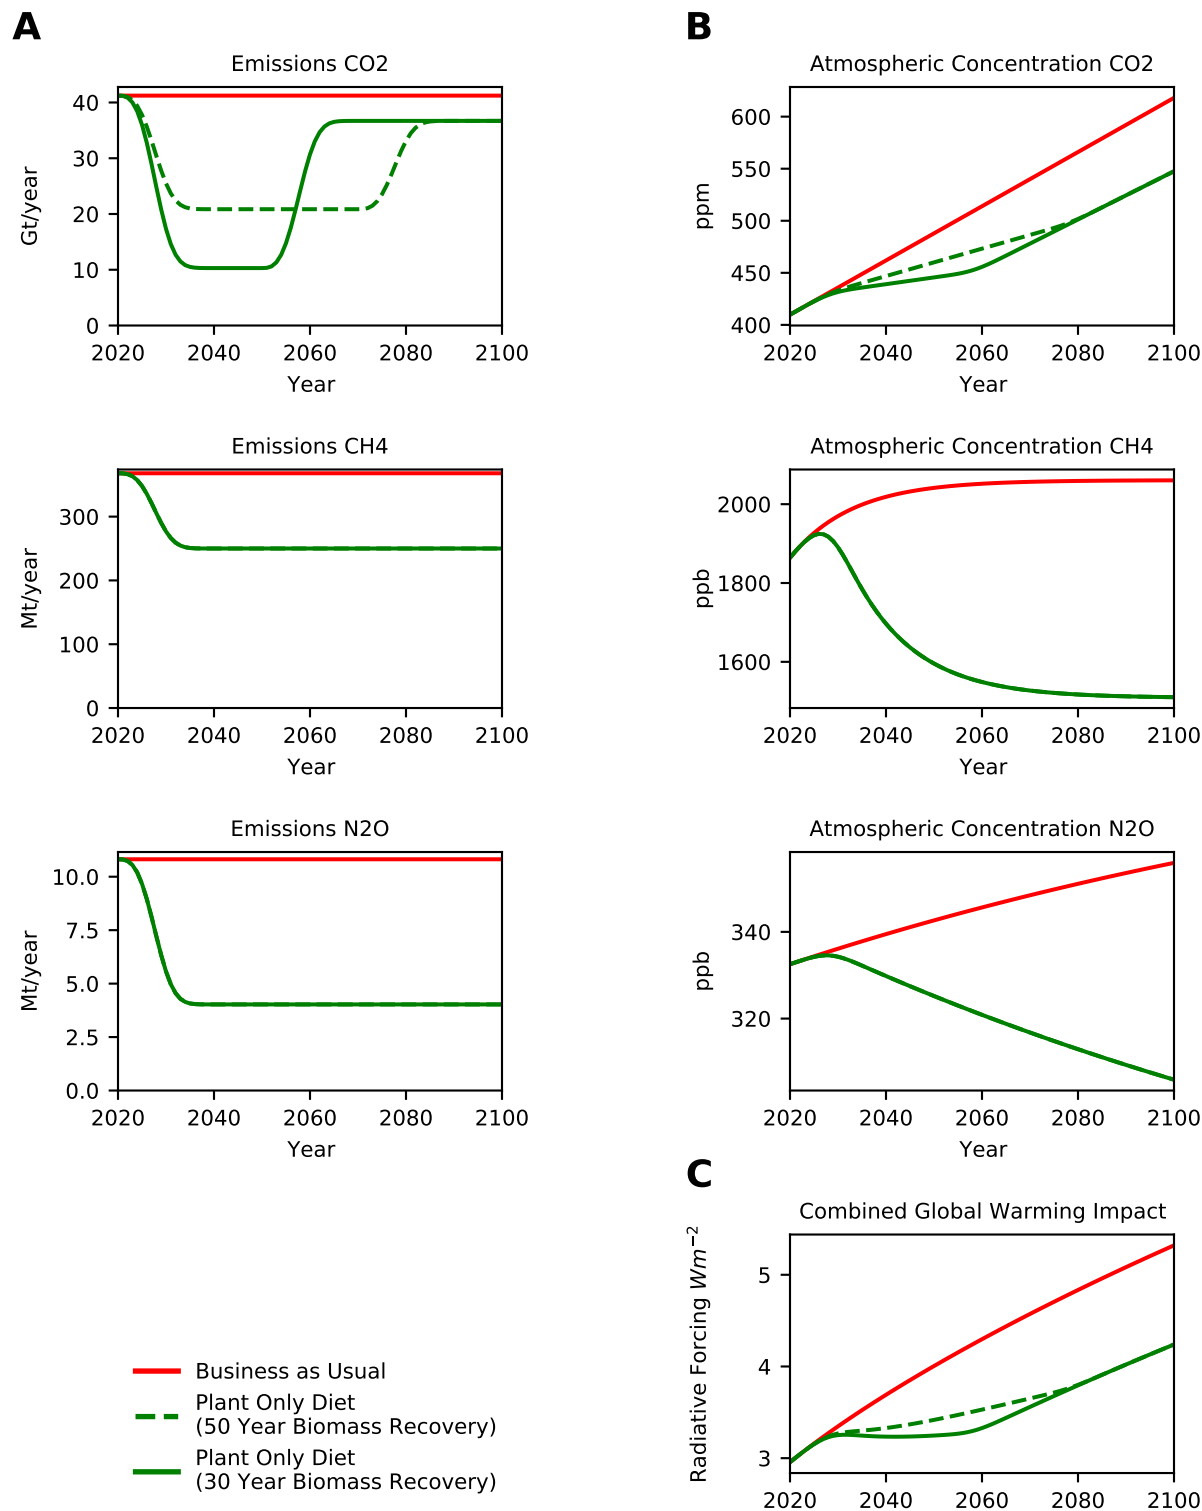 A
Emissions CO2
Gt/year
40
30
20
10
0
2020 2040 2060 2080 2100
Year
Emissions CH4
Mt/year
300
200
100
0
2020 2040 2060 2080 2100
Year
Emissions N2O
Mt/year
10.0
7.5
5.0
2.5
0.0
2020 2040 2060 2080 2100
Year
B
Atmospheric Concentration CO2
ppm
600
550
500
450
400
2020 2040 2060 2080 2100
Year
Atmospheric Concentration CH4
ppb
2000
1800
1600
2020 2040 2060 2080 2100
Year
Atmospheric Concentration N2O
ppb
340
320
2020 2040 2060 2080 2100
Year
C
Combined Global Warming Impact
Radiative Forcing Wm⁻²
5
4
3
2020 2040 2060 2080 2100
Business as Usual
Plant Only Diet
(50 Year Biomass Recovery)
Plant Only Diet
(30 Year Biomass Recovery)